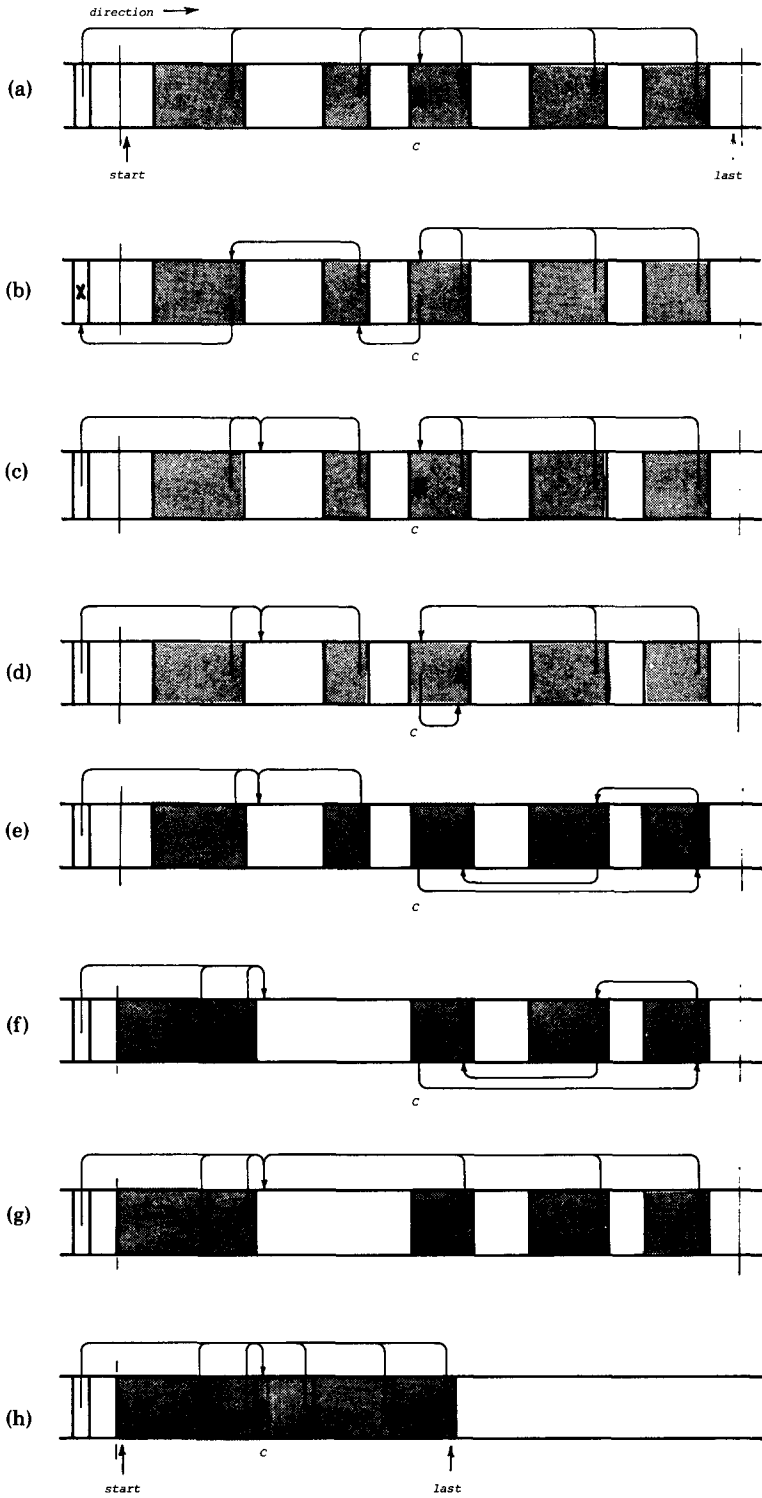 direction
(a)
c
start
last
(b)
X
c
(c)
c
(d)
c
(e)
c
(f)
c
(g)
(h)
c
start
last